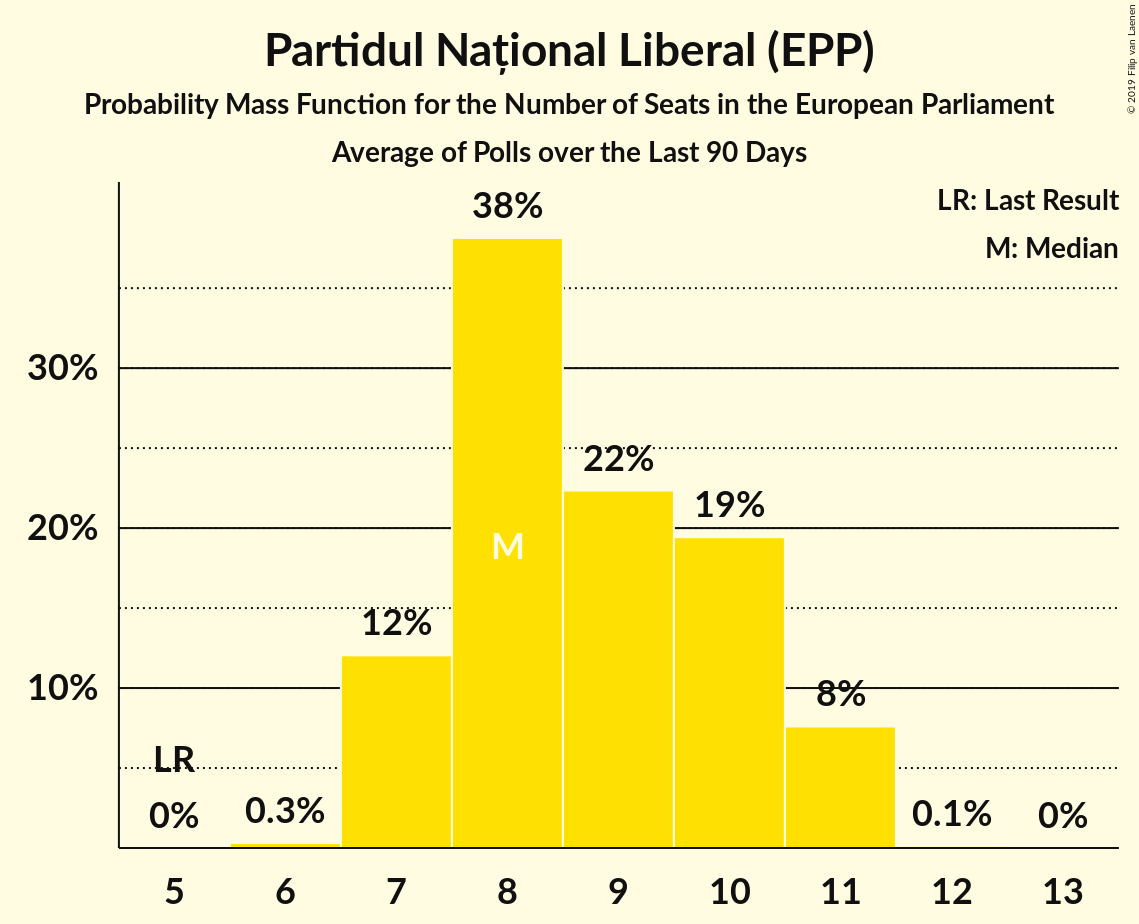 Partidul Național Liberal (EPP)
Probability Mass Function for the Number of Seats in the European Parliament
Average of Polls over the Last 90 Days
© 2019 Filip van Laenen
LR: Last Result
M: Median
38%
30%
22%
19%
20%
M
12%
10%
8%
LR
0%
0.3%
0.1%
0%
5 6 7 8 9 10 11 12 13